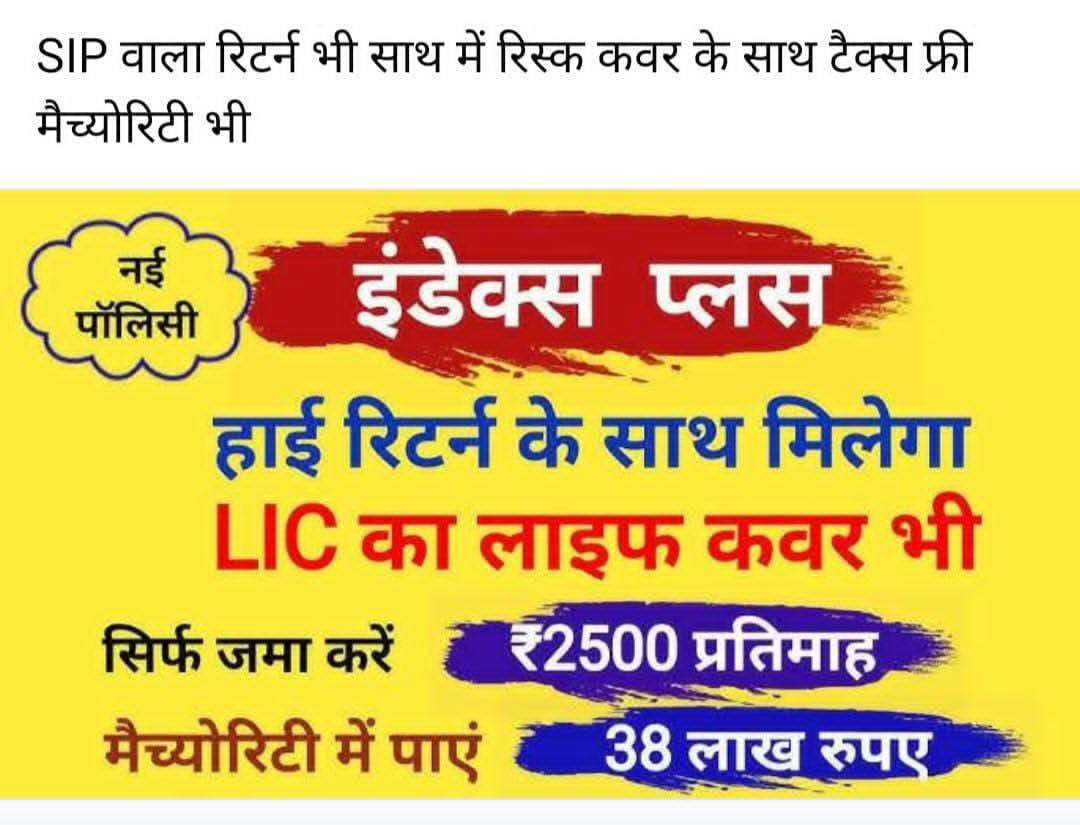 SIP वाला रिटर्न भी साथ में रिस्क कवर के साथ टैक्स फ्री
मैच्योरिटी भी
नई
पॉलिसी
इंडेक्स प्लस
हाई रिटर्न के साथ मिलेगा
LIC का लाइफ कवर भी
सिर्फ जमा करें ₹2500 प्रतिमाह
मैच्योरिटी में पाएं 38 लाख रुपए